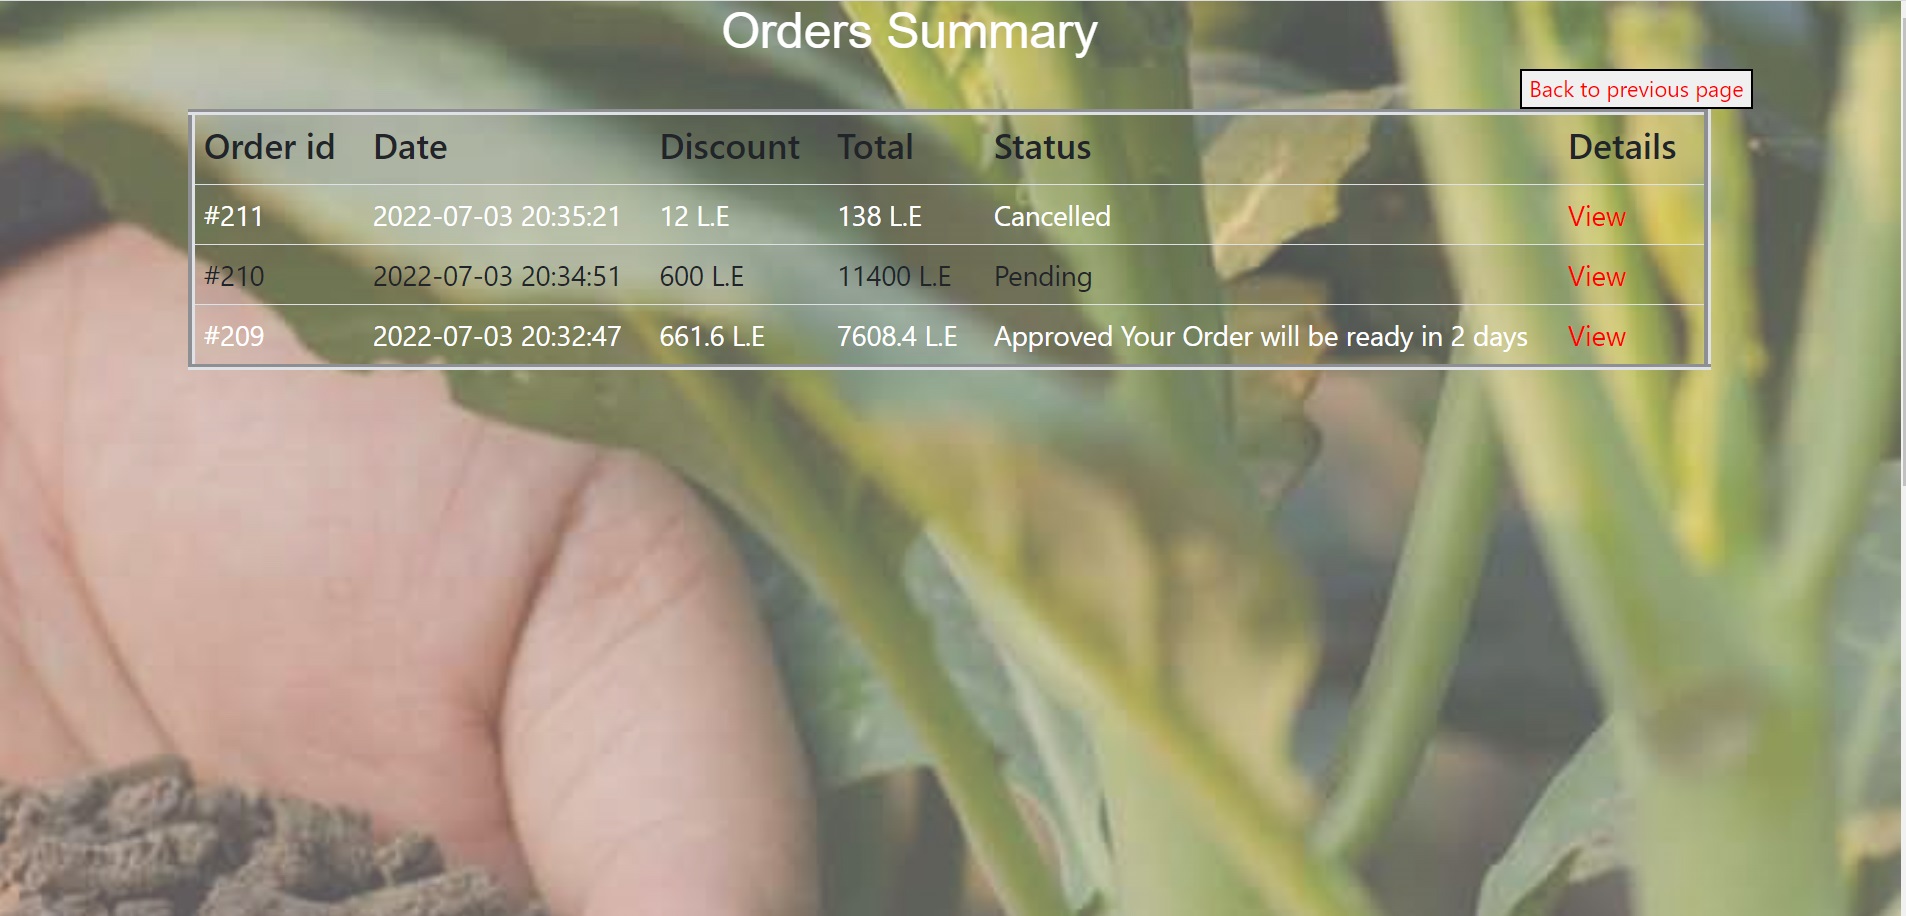 Orders Summary
Back to previous page
Order id Date Discount Total Status Details
#211 2022-07-03 20:35:21 12 L.E 138 L.E Cancelled View
#210 2022-07-03 20:34:51 600 L.E 11400 L.E Pending View
#209 2022-07-03 20:32:47 661.6 L.E 7608.4 L.E Approved Your Order will be ready in 2 days View